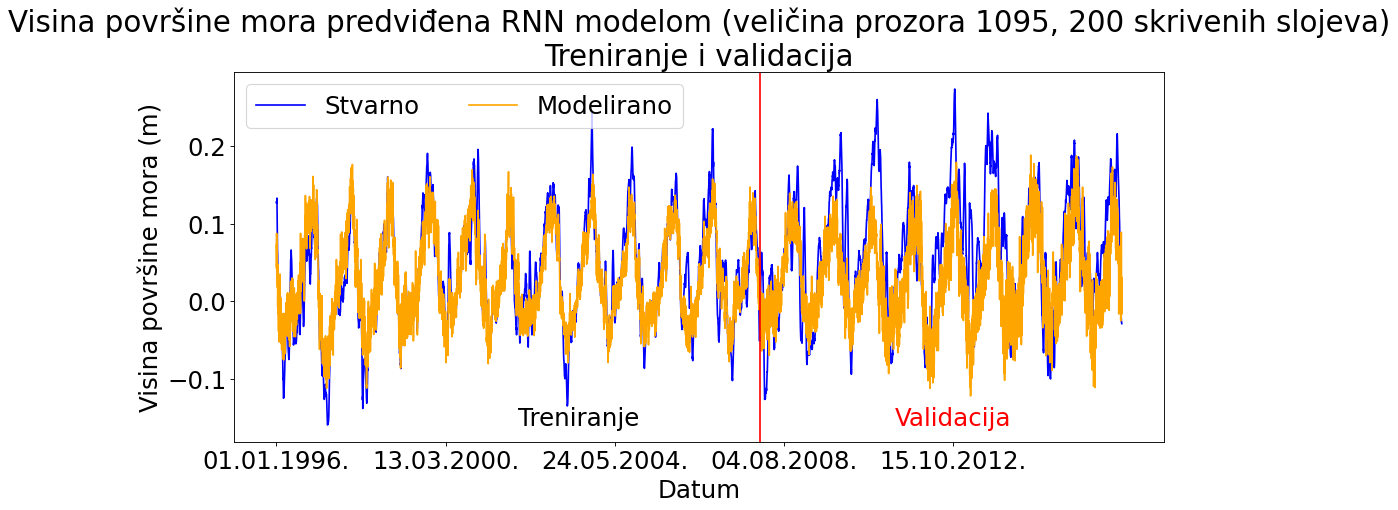 Visina površine mora predviđena RNN modelom (veličina prozora 1095, 200 skrivenih slojeva)
Treniranje i validacija
Stvarno
Modelirano
Visina površine mora (m)
0.2
0.1
0.0
−0.1
Treniranje
Validacija
01.01.1996.
13.03.2000.
24.05.2004.
04.08.2008.
15.10.2012.
Datum